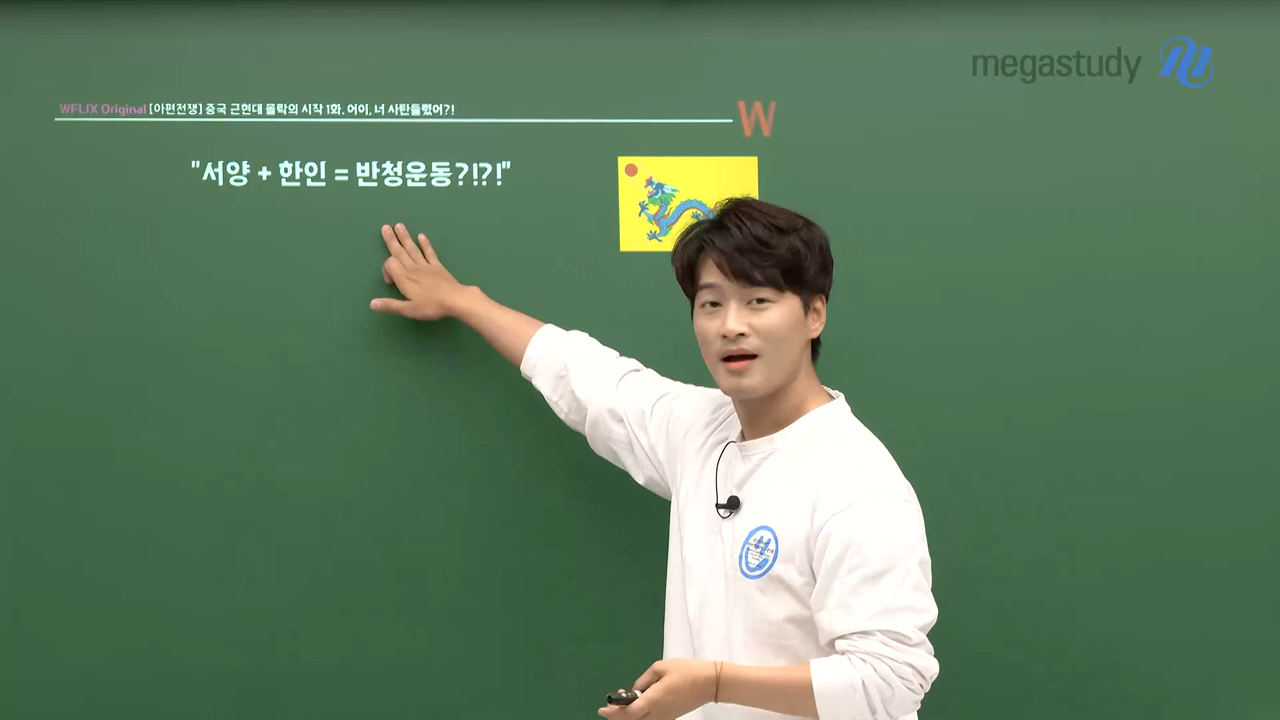 megastudy
WFLIX Original [아편전쟁] 중국 근현대 몰락의 시작 1화. 어이, 너 사탄들렸어?!
W
"서양 + 한인 = 반청운동?!?!"